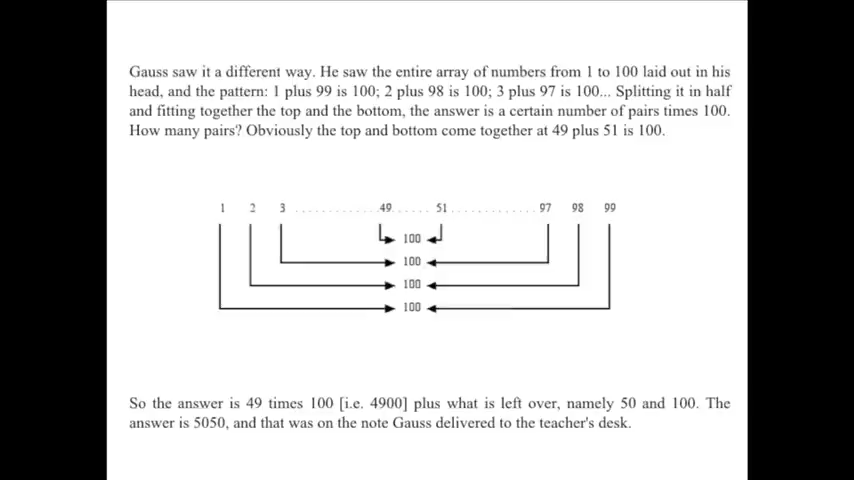 Gauss saw it a different way. He saw the entire array of numbers from 1 to 100 laid out in his
head, and the pattern: 1 plus 99 is 100; 2 plus 98 is 100; 3 plus 97 is 100... Splitting it in half
and fitting together the top and the bottom, the answer is a certain number of pairs times 100.
How many pairs? Obviously the top and bottom come together at 49 plus 51 is 100.
1 2 3 ............ 49...... 51 ............. 97 98 99
100
100
100
100
So the answer is 49 times 100 [i.e. 4900] plus what is left over, namely 50 and 100. The
answer is 5050, and that was on the note Gauss delivered to the teacher's desk.